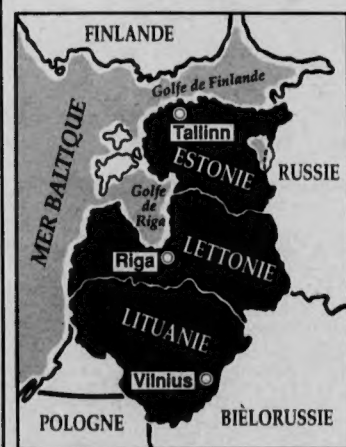 FINLANDE
Golfe de Finlande
Tallinn
ESTONIE
RUSSIE
MER BALTIQUE
Golfe
de
Riga
Riga
LETTONIE
LITUANIE
Vilnius
POLOGNE
BIÈLORUSSIE